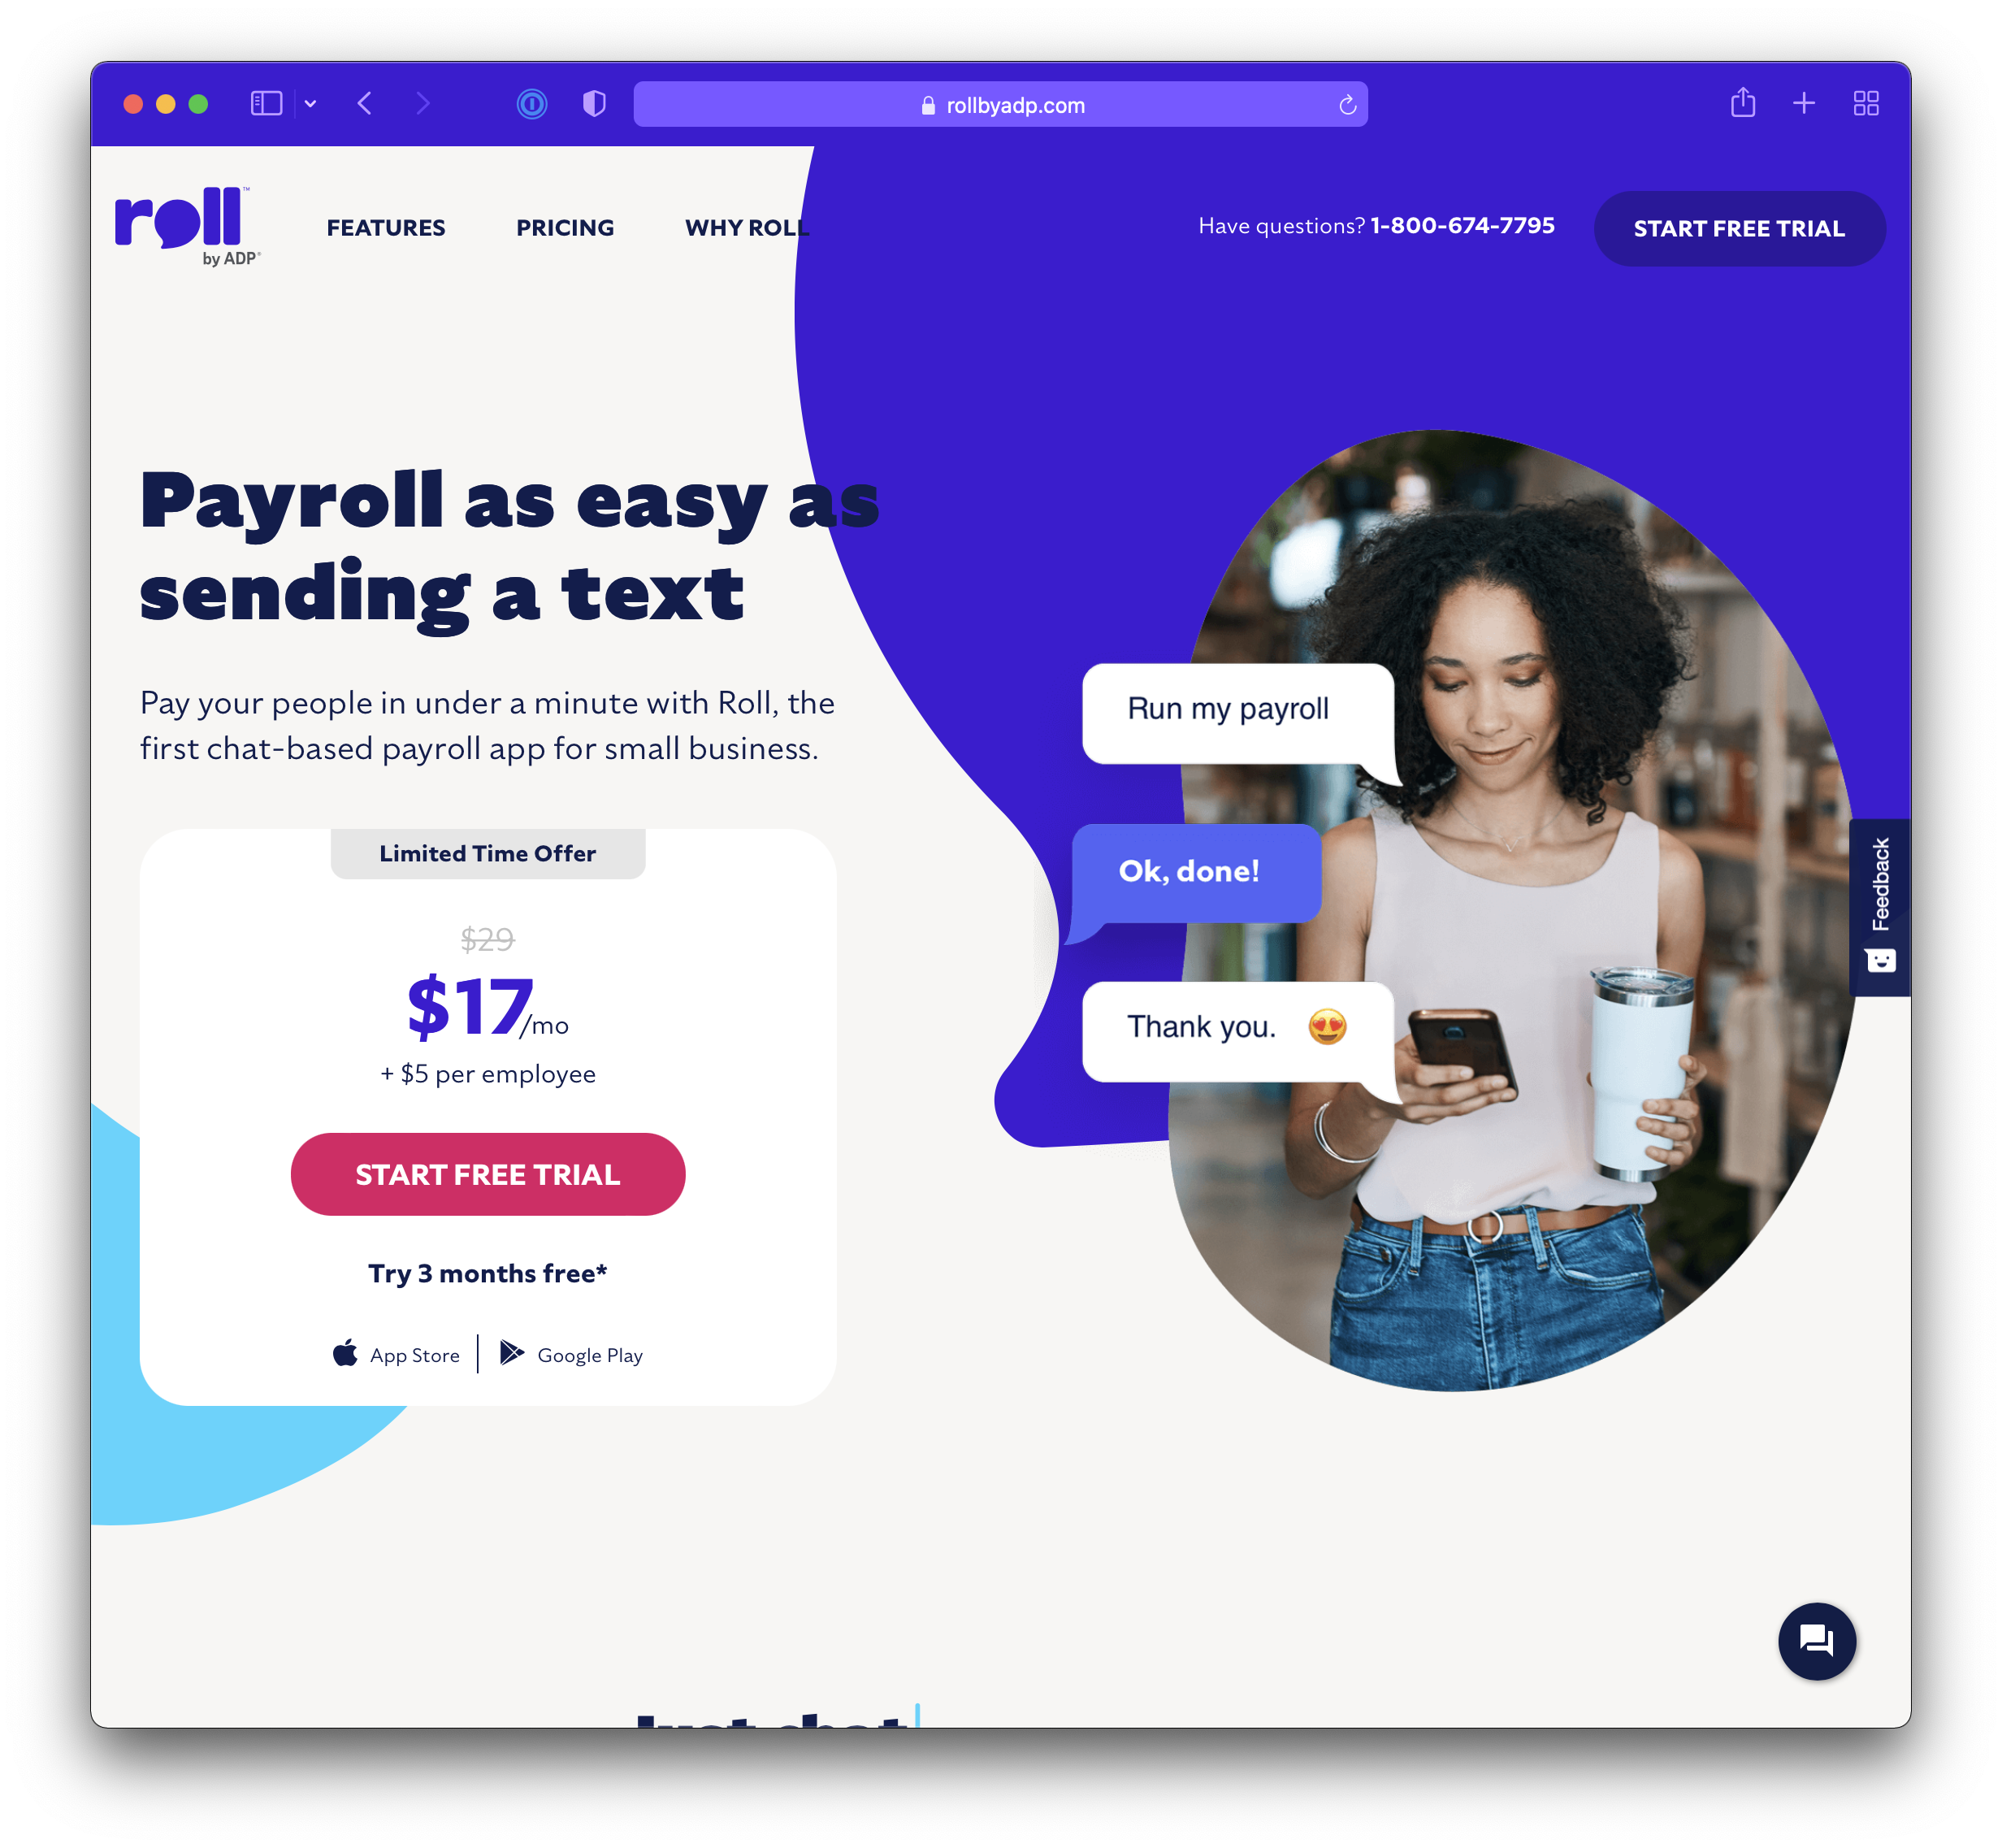 rollbyadp.com
roll™
by ADP®
FEATURES PRICING WHY ROLL
Have questions? 1-800-674-7795
START FREE TRIAL
Payroll as easy as
sending a text
Pay your people in under a minute with Roll, the
first chat-based payroll app for small business.
Limited Time Offer
$29
$17/mo
+ $5 per employee
START FREE TRIAL
Try 3 months free*
App Store | Google Play
Run my payroll
Ok, done!
Thank you. 😍
Feedback
Just chat